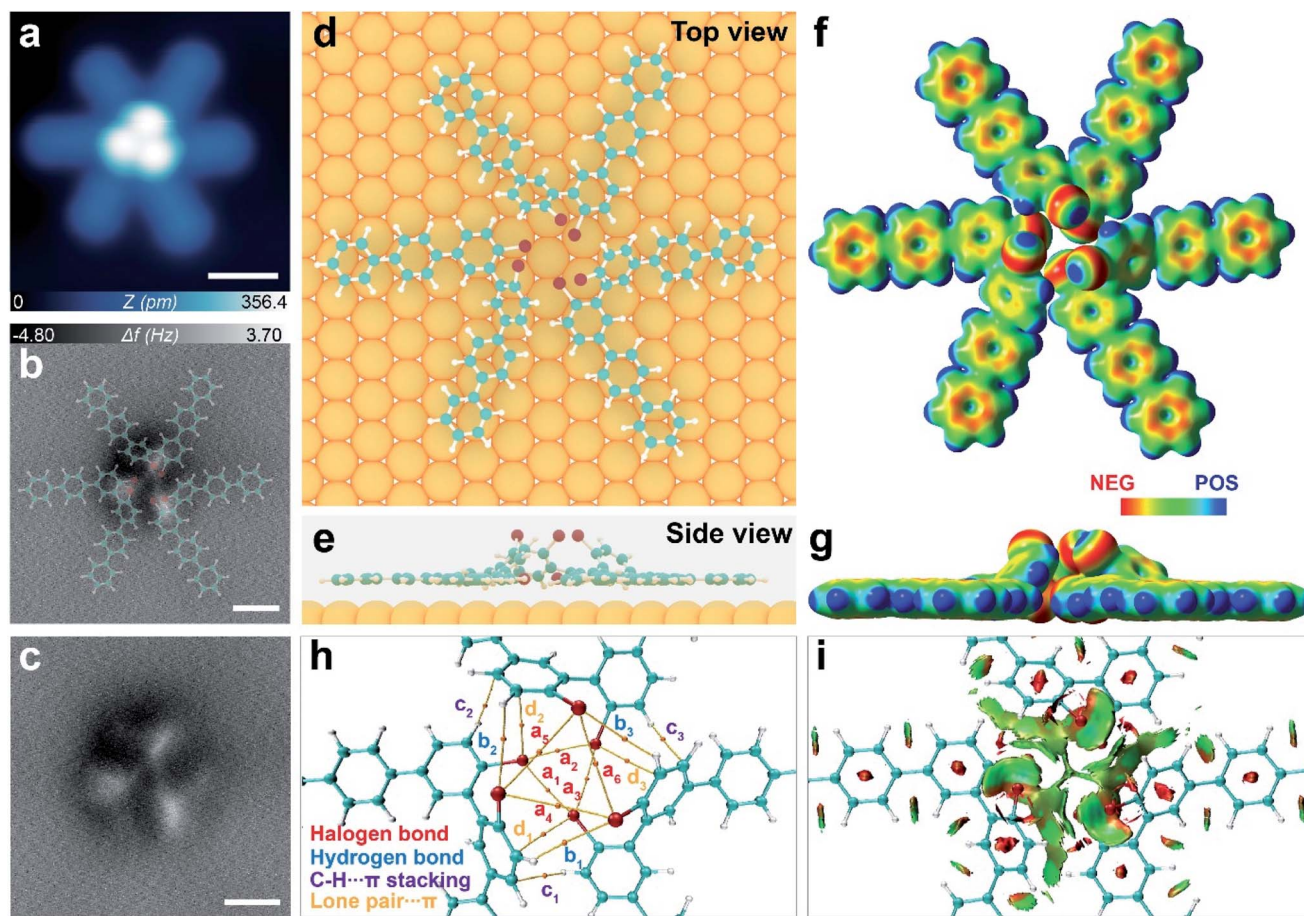 a
0 Z (pm) 356.4
-4.80 Δf (Hz) 3.70
b
c
d Top view
e Side view
f
NEG POS
g
h
c₂
b₂
d₂
a₅
b₃
c₃
a₂
a₁
a₃
a₆
d₃
a₄
d₁
b₁
c₁
Halogen bond
Hydrogen bond
C-H···π stacking
Lone pair···π
i